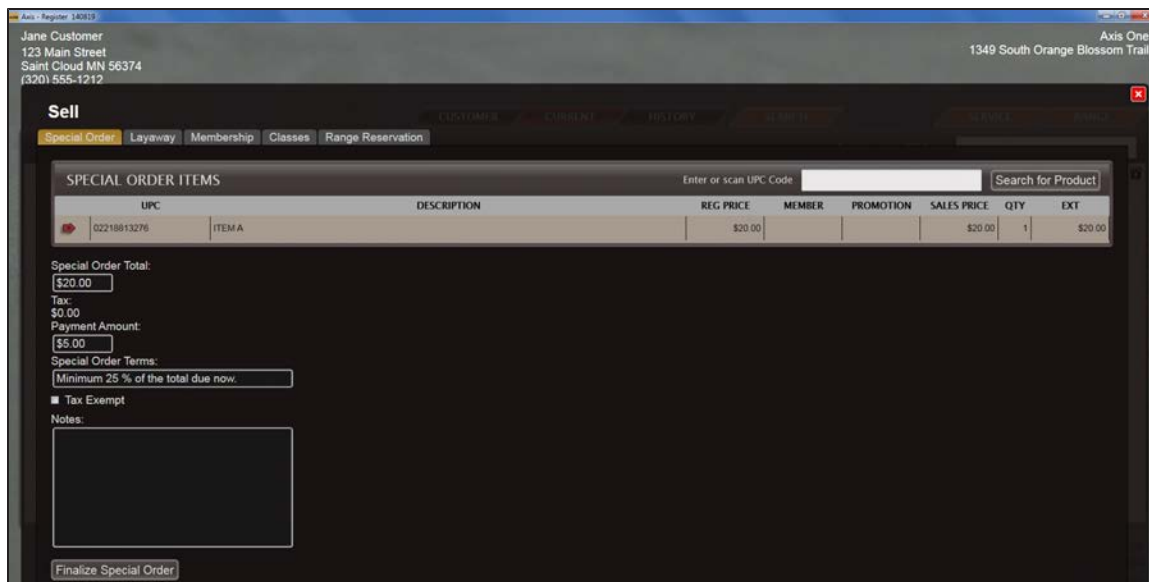 Axis - Register 140819
Jane Customer
123 Main Street
Saint Cloud MN 56374
(320) 555-1212
Axis One
1349 South Orange Blossom Trail
Sell
CUSTOMER CURRENT HISTORY SEARCH SERVICE RANGE
Special Order Layaway Membership Classes Range Reservation
SPECIAL ORDER ITEMS Enter or scan UPC Code Search for Product
UPC DESCRIPTION REG PRICE MEMBER PROMOTION SALES PRICE QTY EXT
02218813276 ITEM A $20.00 $20.00 1 $20.00
Special Order Total:
$20.00
Tax:
$0.00
Payment Amount:
$5.00
Special Order Terms:
Minimum 25 % of the total due now.
Tax Exempt
Notes:
Finalize Special Order